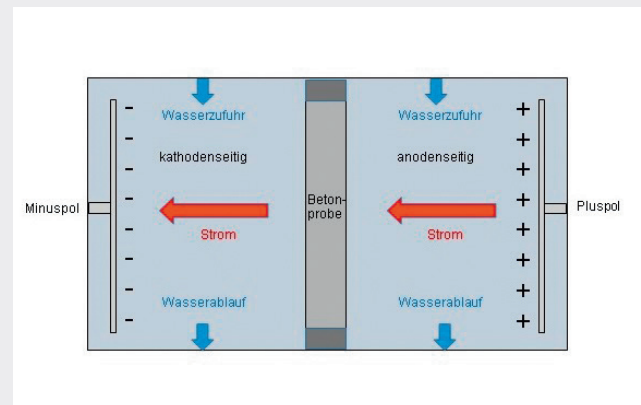 Wasserzufuhr
Wasserzufuhr
kathodenseitig
anodenseitig
Minuspol
Beton-
probe
Pluspol
Strom
Strom
Wasserablauf
Wasserablauf
-
-
-
-
-
-
-
-
+
+
+
+
+
+
+
+